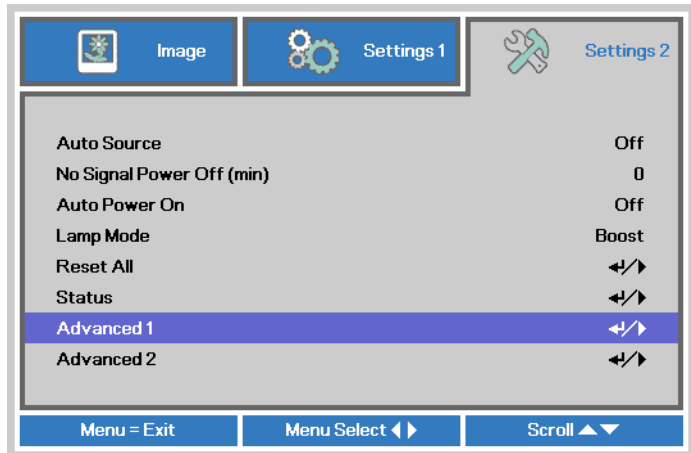 Image Settings 1 Settings 2
Auto Source Off
No Signal Power Off (min) 0
Auto Power On Off
Lamp Mode Boost
Reset All ↵/▶
Status ↵/▶
Advanced 1 ↵/▶
Advanced 2 ↵/▶
Menu = Exit Menu Select ◀▶ Scroll ▲▼